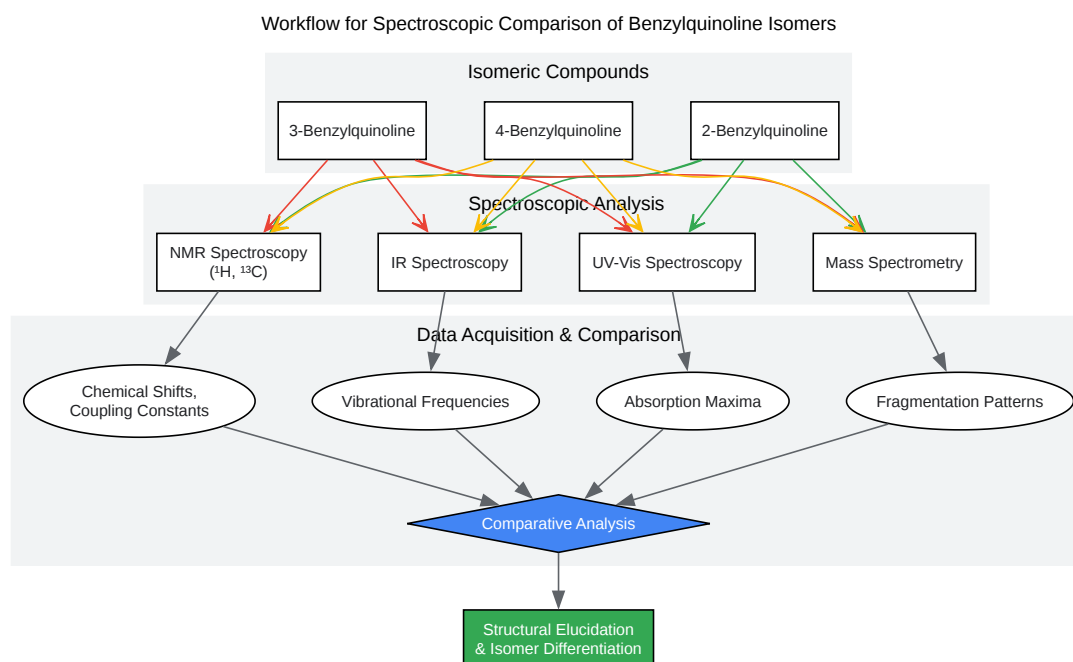 Workflow for Spectroscopic Comparison of Benzylquinoline Isomers
Isomeric Compounds
3-Benzylquinoline
4-Benzylquinoline
2-Benzylquinoline
Spectroscopic Analysis
NMR Spectroscopy
(¹H, ¹³C)
IR Spectroscopy
UV-Vis Spectroscopy
Mass Spectrometry
Data Acquisition & Comparison
Chemical Shifts,
Coupling Constants
Vibrational Frequencies
Absorption Maxima
Fragmentation Patterns
Comparative Analysis
Structural Elucidation
& Isomer Differentiation